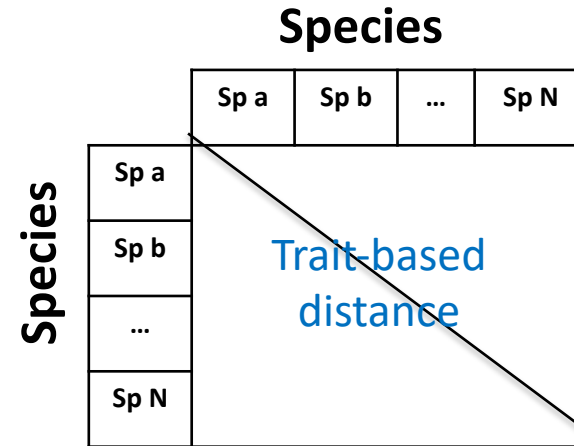 Species
Sp a Sp b ... Sp N
Species
Sp a
Sp b
...
Sp N
Trait-based
distance